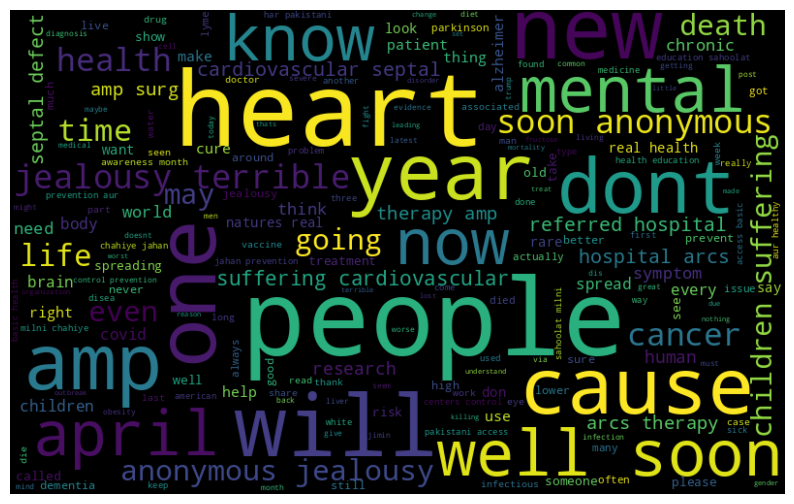 drug
har pakistani
change
diet
parkinson
education sahoolat
live
show
look
patient
thing
know
new
death
chronic
health
make
cardiovascular septal
alzheimer
getting
diagnosis
cell
septal defect
much
amp surg
doctor
severe
another
disorder
trump
found
common
medicine
post
little
mental
got
time
water
heart
fight
evidence
associated
day
man
living
soon anonymous
want
cure
today
thats
leading
latest
medical
maybe
awareness month
seen
around
problem
mortality
take
type
week
real health
really
prevention aur
jealousy terrible
year
old
health education
dont
might
part
jealousy
men
three
done
treat
made
children suffering
need
may
world
think
therapy amp
referred hospital
prevent
access basic
aur healthy
body
natures real
going
now
rare
better
first
doesnt
chahiye jahan
vaccine
actually
hospital arcs
life
one
worst
jahan prevention
treatment
symptom
brain
spreading
suffering cardiovascular
spread
every
issue
say
control prevention
never
disea
terrible
come
lost
dis
great
way
see
due
nothing
right
reason
died
people
milni chahiye
long
worse
sahoolat milni
even
used
via
sure
cancer
covid
always
understand
must
amp
well
research
good
read
thank
seem
human
children
help
high
work
don
centers control
eye
lower
cause
outbreak
last
american
share
back
liver
risk
use
obesity
killing
arcs therapy
case
april
will
white
give
jimin
pakistani access
sick
die
infection
well soon
called
anonymous jealousy
many
mind
dementia
keep
month
still
infectious
someone
often
please
gender